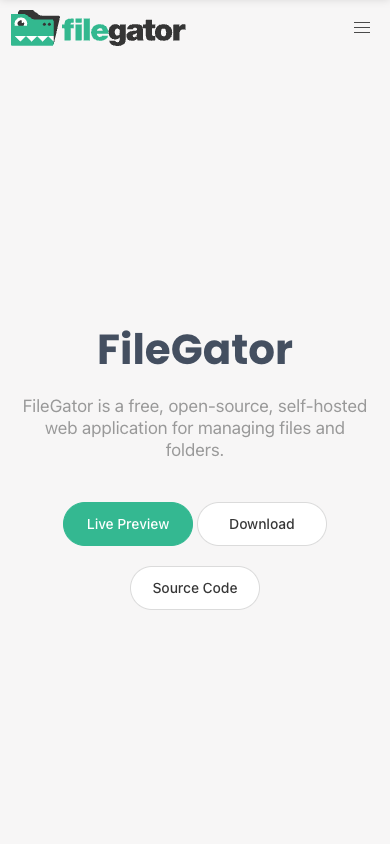 filegator
FileGator
FileGator is a free, open-source, self-hosted
web application for managing files and
folders.
Live Preview
Download
Source Code